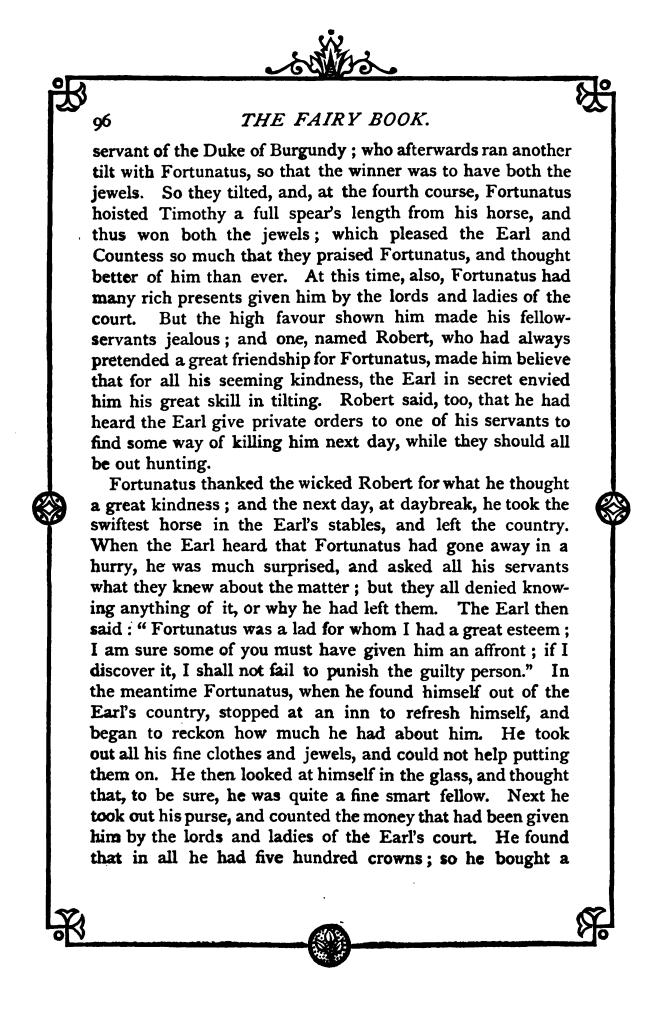 96
THE FAIRY BOOK.
servant of the Duke of Burgundy ; who afterwards ran another
tilt with Fortunatus, so that the winner was to have both the
jewels. So they tilted, and, at the fourth course, Fortunatus
hoisted Timothy a full spear's length from his horse, and
thus won both the jewels ; which pleased the Earl and
Countess so much that they praised Fortunatus, and thought
better of him than ever. At this time, also, Fortunatus had
many rich presents given him by the lords and ladies of the
court. But the high favour shown him made his fellow-
servants jealous ; and one, named Robert, who had always
pretended a great friendship for Fortunatus, made him believe
that for all his seeming kindness, the Earl in secret envied
him his great skill in tilting. Robert said, too, that he had
heard the Earl give private orders to one of his servants to
find some way of killing him next day, while they should all
be out hunting.
Fortunatus thanked the wicked Robert for what he thought
a great kindness ; and the next day, at daybreak, he took the
swiftest horse in the Earl's stables, and left the country.
When the Earl heard that Fortunatus had gone away in a
hurry, he was much surprised, and asked all his servants
what they knew about the matter ; but they all denied know-
ing anything of it, or why he had left them. The Earl then
said : “ Fortunatus was a lad for whom I had a great esteem ;
I am sure some of you must have given him an affront ; if I
discover it, I shall not fail to punish the guilty person.” In
the meantime Fortunatus, when he found himself out of the
Earl's country, stopped at an inn to refresh himself, and
began to reckon how much he had about him. He took
out all his fine clothes and jewels, and could not help putting
them on. He then looked at himself in the glass, and thought
that, to be sure, he was quite a fine smart fellow. Next he
took out his purse, and counted the money that had been given
him by the lords and ladies of the Earl's court. He found
that in all he had five hundred crowns ; so he bought a